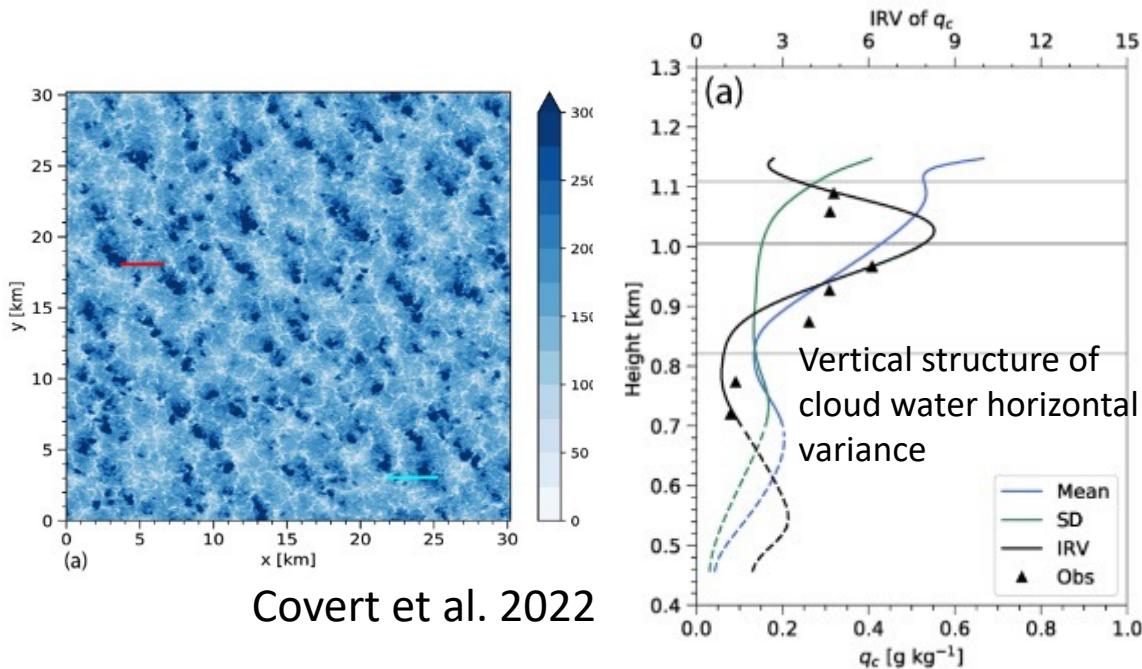 30
25
20
15
10
5
0
y [km]
0
5
10
15
20
25
30
x [km]
(a)
300
250
200
150
100
50
0
Covert et al. 2022
IRV of qc
0
3
6
9
12
15
(a)
1.3
1.2
1.1
1.0
0.9
0.8
0.7
0.6
0.5
0.4
Height [km]
Vertical structure of
cloud water horizontal
variance
Mean
SD
IRV
Obs
0.0
0.2
0.4
0.6
0.8
1.0
qc [g kg⁻¹]